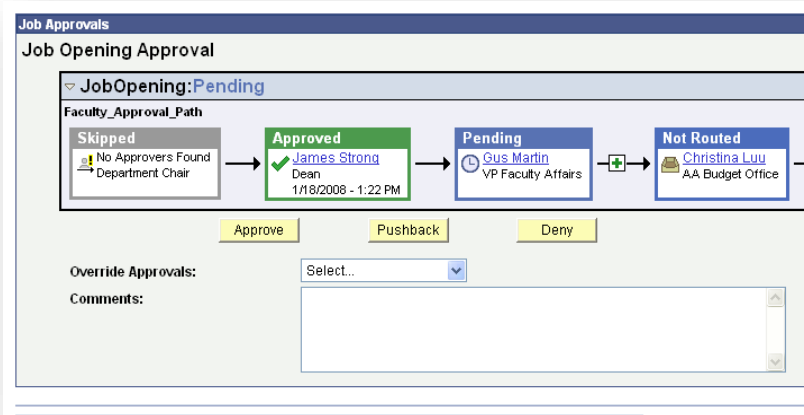 Job Approvals
Job Opening Approval
JobOpening:Pending
Faculty_Approval_Path
Skipped
No Approvers Found
Department Chair
Approved
James Strong
Dean
1/18/2008 - 1:22 PM
Pending
Gus Martin
VP Faculty Affairs
Not Routed
Christina Luu
AA Budget Office
Approve
Pushback
Deny
Override Approvals:
Select...
Comments: